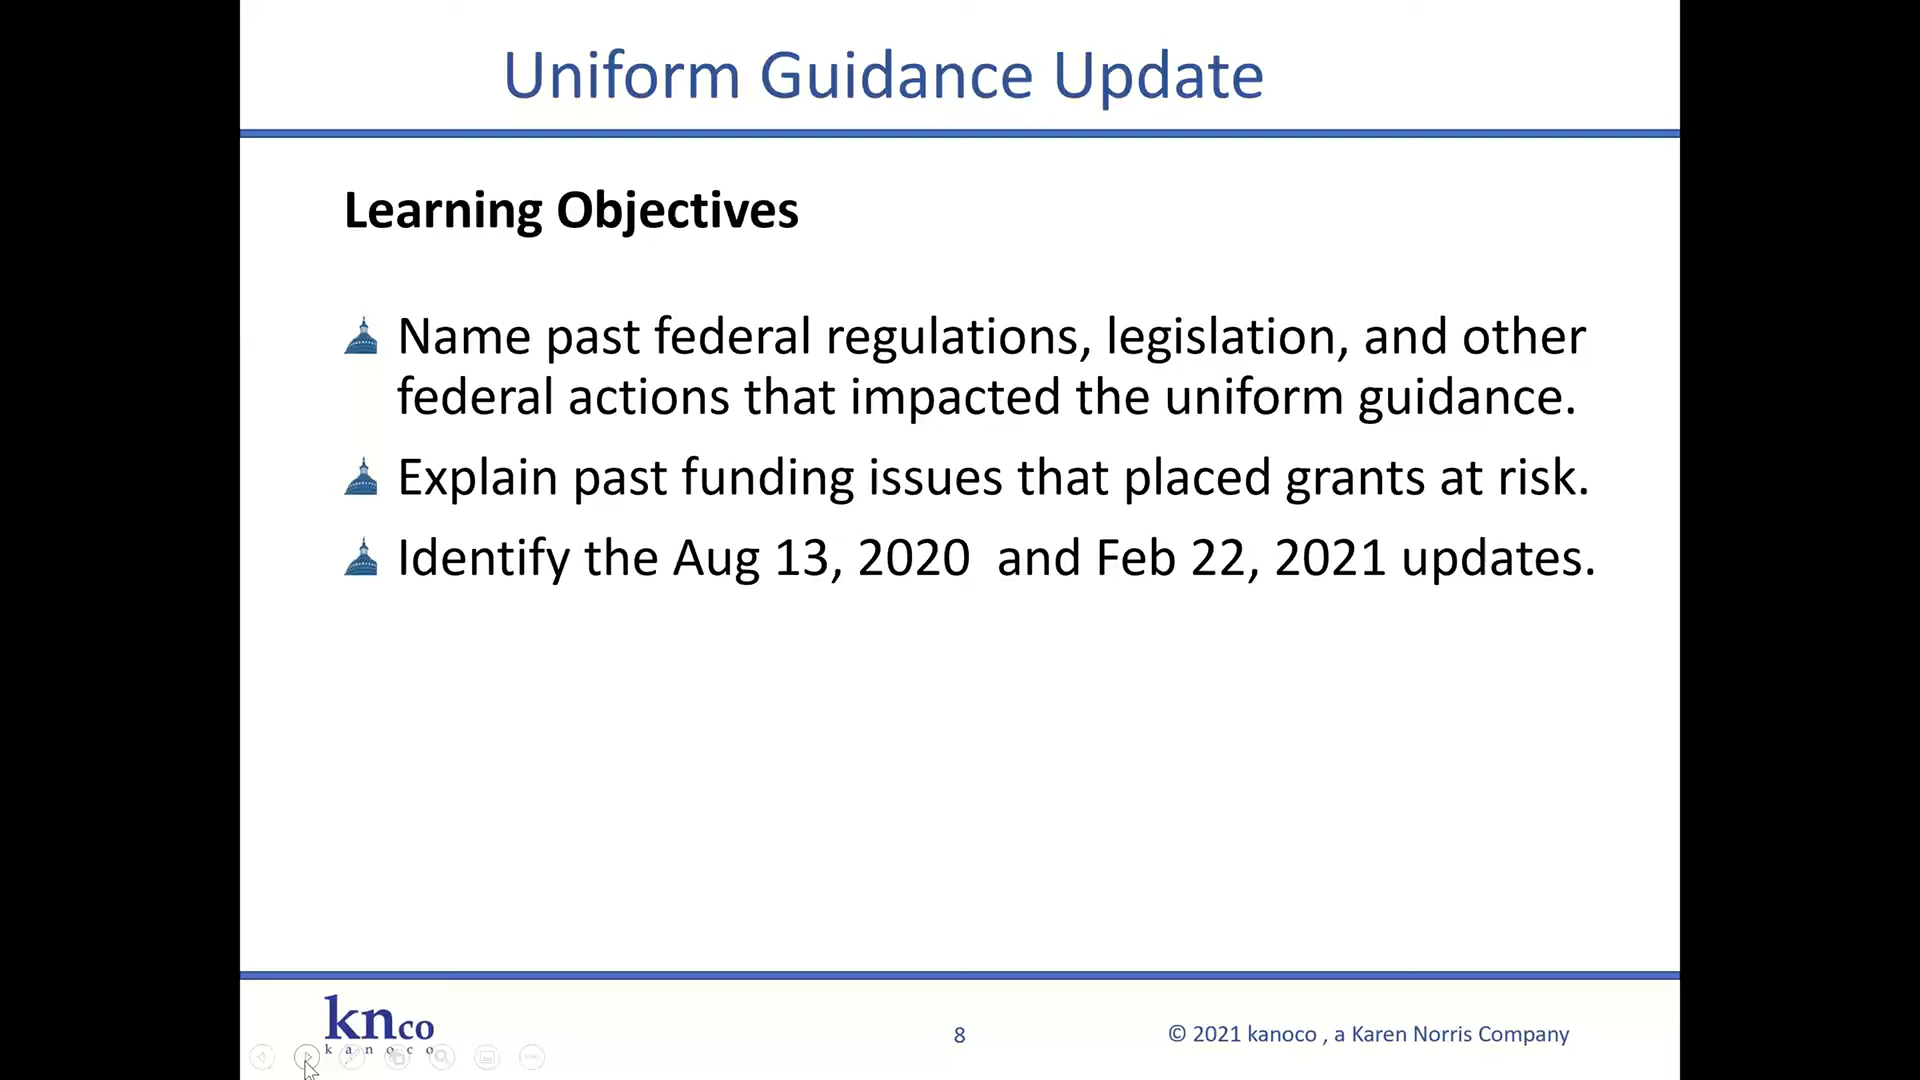 Uniform Guidance Update
Learning Objectives
Name past federal regulations, legislation, and other
federal actions that impacted the uniform guidance.
Explain past funding issues that placed grants at risk.
Identify the Aug 13, 2020  and Feb 22, 2021 updates.
knco
kanoco
8
© 2021 kanoco , a Karen Norris Company